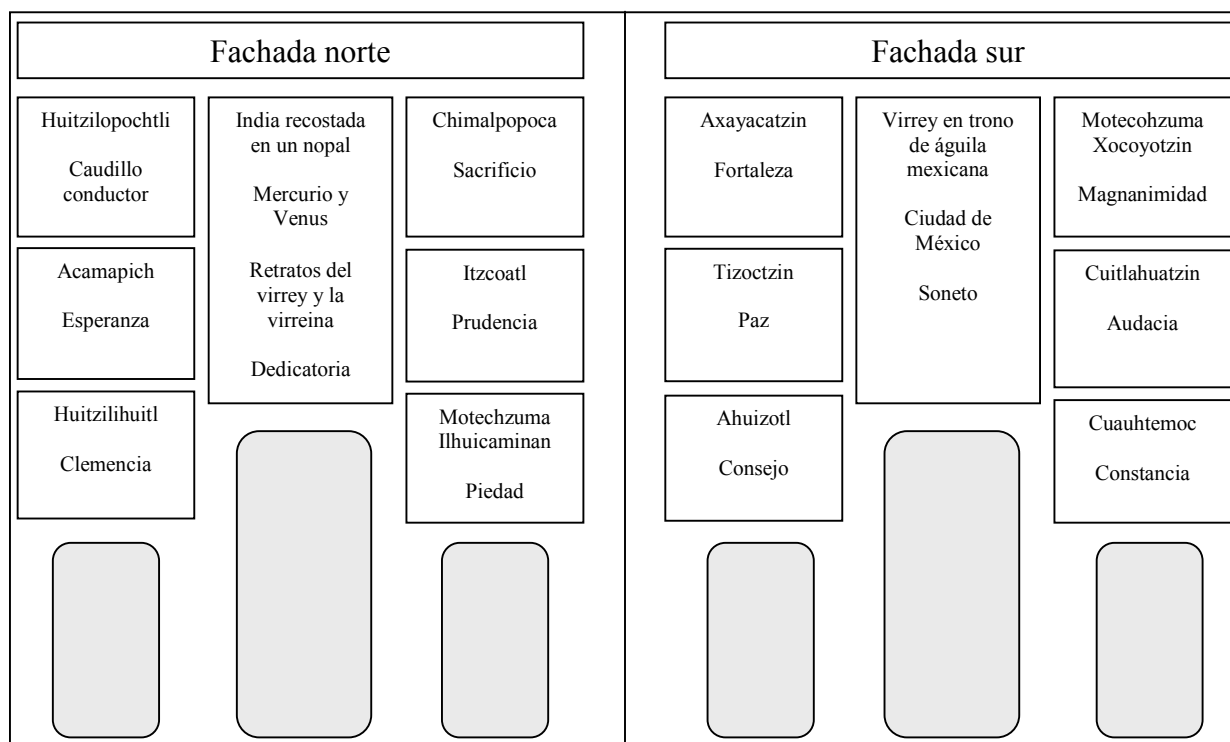 Fachada norte
Huitzilopochtli
Caudillo
conductor
Acamapich
Esperanza
Huitzilihuitl
Clemencia
India recostada
en un nopal
Mercurio y
Venus
Retratos del
virrey y la
virreina
Dedicatoria
Chimalpopoca
Sacrificio
Itzcoatl
Prudencia
Motechzuma
Ilhuicaminan
Piedad
Fachada sur
Axayacatzin
Fortaleza
Tizoctzin
Paz
Ahuizotl
Consejo
Virrey en trono
de águila
mexicana
Ciudad de
México
Soneto
Motecohzuma
Xocoyotzin
Magnanimidad
Cuitlahuatzin
Audacia
Cuauhtemoc
Constancia